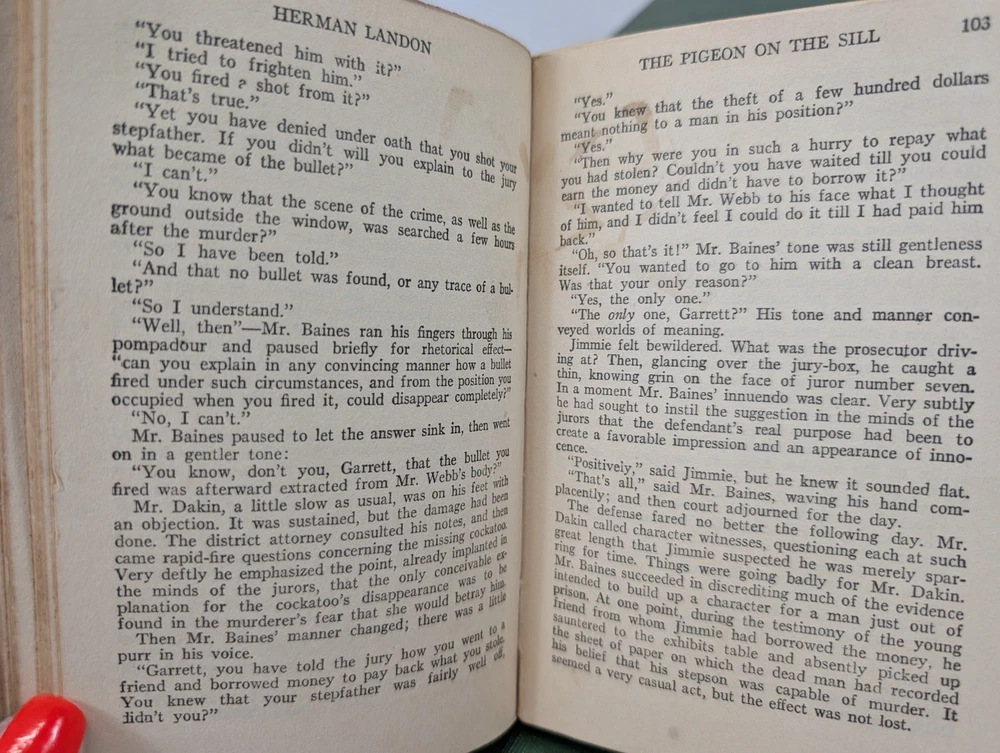 HERMAN LANDON
“You threatened him with it?”
“I tried to frighten him.”
“You fired a shot from it?”
“That’s true.”
“Yet you have denied under oath that you shot your
stepfather. If you didn’t will you explain to the jury
what became of the bullet?”
“I can’t.”
“You know that the scene of the crime, as well as the
ground outside the window, was searched a few hours
after the murder?”
“So I have been told.”
“And that no bullet was found, or any trace of a bul-
let?”
“So I understand.”
“Well, then”—Mr. Baines ran his fingers through his
pompadour and paused briefly for rhetorical effect—
“can you explain in any convincing manner how a bullet
fired under such circumstances, and from the position you
occupied when you fired it, could disappear completely?”
“No, I can’t.”
Mr. Baines paused to let the answer sink in, then went
on in a gentler tone:
“You know, don’t you, Garrett, that the bullet you
fired was afterward extracted from Mr. Webb’s body?”
Mr. Dakin, a little slow as usual, was on his feet with
an objection. It was sustained, but the damage had been
done. The district attorney consulted his notes, and then
came rapid-fire questions concerning the missing cockatoo.
Very deftly he emphasized the point, already implanted in
the minds of the jurors, that the only conceivable ex-
planation for the cockatoo’s disappearance was to be
found in the murderer’s fear that she would betray him.
Then Mr. Baines’ manner changed; there was a little
purr in his voice.
“Garrett, you have told the jury how you went to a
friend and borrowed money to pay back what you stole.
You knew that your stepfather was fairly well off,
didn’t you?”
THE PIGEON ON THE SILL 103
“Yes.”
“You knew that the theft of a few hundred dollars
meant nothing to a man in his position?”
“Yes.”
“Then why were you in such a hurry to repay what
you had stolen? Couldn’t you have waited till you could
earn the money and didn’t have to borrow it?”
“I wanted to tell Mr. Webb to his face what I thought
of him, and I didn’t feel I could do it till I had paid him
back.”
“Oh, so that’s it!” Mr. Baines’ tone was still gentleness
itself. “You wanted to go to him with a clean breast.
Was that your only reason?”
“Yes, the only one.”
“The only one, Garrett?” His tone and manner con-
veyed worlds of meaning.
Jimmie felt bewildered. What was the prosecutor driv-
ing at? Then, glancing over the jury-box, he caught a
thin, knowing grin on the face of juror number seven.
In a moment Mr. Baines’ innuendo was clear. Very subtly
he had sought to instil the suggestion in the minds of the
jurors that the defendant’s real purpose had been to
create a favorable impression and an appearance of inno-
cence.
“Positively,” said Jimmie, but he knew it sounded flat.
“That’s all,” said Mr. Baines, waving his hand com-
placently; and then court adjourned for the day.
The defense fared no better the following day. Mr.
Dakin called character witnesses, questioning each at such
great length that Jimmie suspected he was merely spar-
ring for time. Things were going badly for Mr. Dakin.
Mr. Baines succeeded in discrediting much of the evidence
intended to build up a character for a man just out of
prison. At one point, during the testimony of the young
friend from whom Jimmie had borrowed the money, he
sauntered to the exhibits table and absently picked up
the sheet of paper on which the dead man had recorded
his belief that his stepson was capable of murder. It
seemed a very casual act, but the effect was not lost.